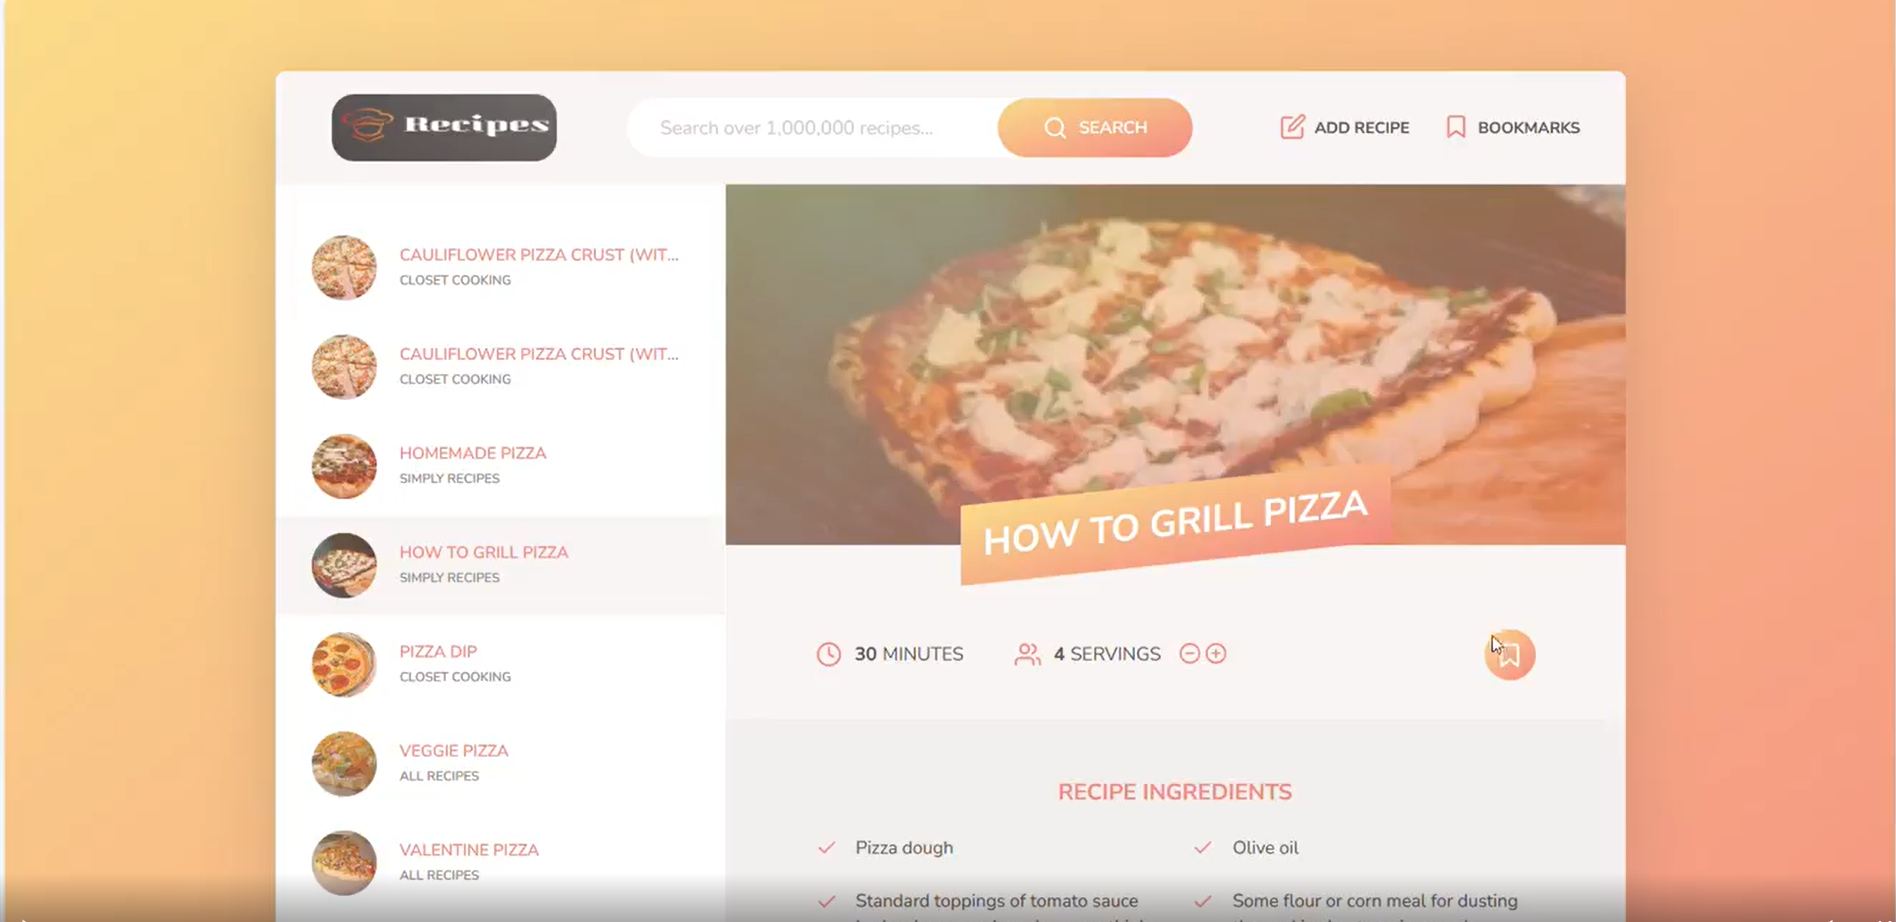 Recipes
Search over 1,000,000 recipes...
SEARCH
ADD RECIPE
BOOKMARKS
CAULIFLOWER PIZZA CRUST (WIT...
CLOSET COOKING
CAULIFLOWER PIZZA CRUST (WIT...
CLOSET COOKING
HOMEMADE PIZZA
SIMPLY RECIPES
HOW TO GRILL PIZZA
SIMPLY RECIPES
PIZZA DIP
CLOSET COOKING
VEGGIE PIZZA
ALL RECIPES
VALENTINE PIZZA
ALL RECIPES
HOW TO GRILL PIZZA
30 MINUTES
4 SERVINGS
RECIPE INGREDIENTS
Pizza dough
Olive oil
Standard toppings of tomato sauce
Some flour or corn meal for dusting